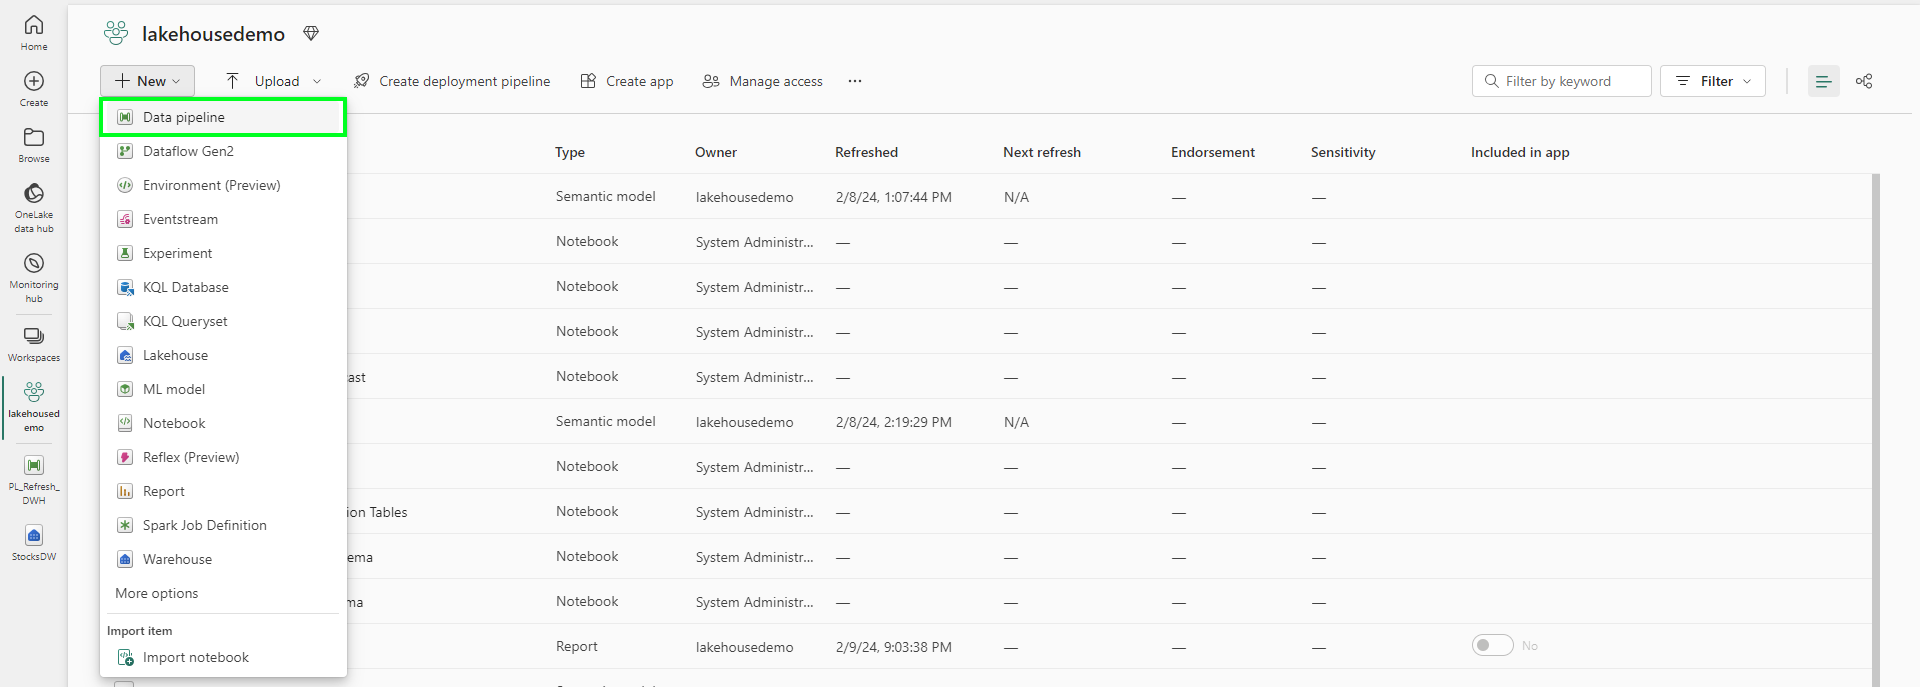 Home
Create
Browse
OneLake
data hub
Monitoring
hub
Workspaces
lakehoused
emo
PL_Refresh_
DWH
StocksDW
lakehousedemo
New
Upload
Create deployment pipeline
Create app
Manage access
...
Filter by keyword
Filter
Data pipeline
Dataflow Gen2
Environment (Preview)
Eventstream
Experiment
KQL Database
KQL Queryset
Lakehouse
ML model
Notebook
Reflex (Preview)
Report
Spark Job Definition
Warehouse
More options
Import item
Import notebook
Type Owner Refreshed Next refresh Endorsement Sensitivity Included in app
Semantic model lakehousedemo 2/8/24, 1:07:44 PM N/A — —
Notebook System Administr... — — — —
Notebook System Administr... — — — —
Notebook System Administr... — — — —
ast Notebook System Administr... — — — —
Semantic model lakehousedemo 2/8/24, 2:19:29 PM N/A — —
Notebook System Administr... — — — —
ion Tables Notebook System Administr... — — — —
ema Notebook System Administr... — — — —
ma Notebook System Administr... — — — —
Report lakehousedemo 2/9/24, 9:03:38 PM — — — No